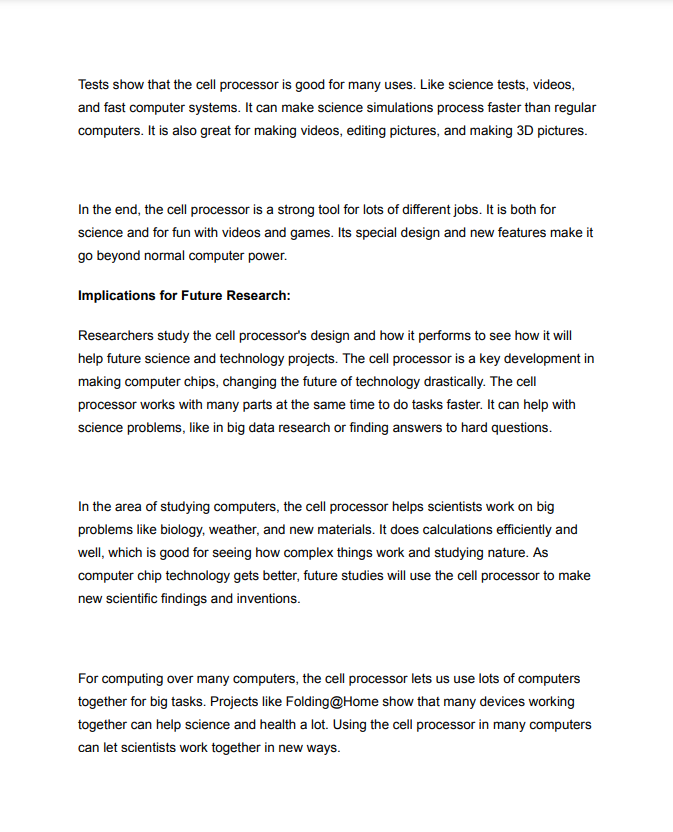 Tests show that the cell processor is good for many uses. Like science tests, videos,
and fast computer systems. It can make science simulations process faster than regular
computers. It is also great for making videos, editing pictures, and making 3D pictures.
In the end, the cell processor is a strong tool for lots of different jobs. It is both for
science and for fun with videos and games. Its special design and new features make it
go beyond normal computer power.
Implications for Future Research:
Researchers study the cell processor's design and how it performs to see how it will
help future science and technology projects. The cell processor is a key development in
making computer chips, changing the future of technology drastically. The cell
processor works with many parts at the same time to do tasks faster. It can help with
science problems, like in big data research or finding answers to hard questions.
In the area of studying computers, the cell processor helps scientists work on big
problems like biology, weather, and new materials. It does calculations efficiently and
well, which is good for seeing how complex things work and studying nature. As
computer chip technology gets better, future studies will use the cell processor to make
new scientific findings and inventions.
For computing over many computers, the cell processor lets us use lots of computers
together for big tasks. Projects like Folding@Home show that many devices working
together can help science and health a lot. Using the cell processor in many computers
can let scientists work together in new ways.